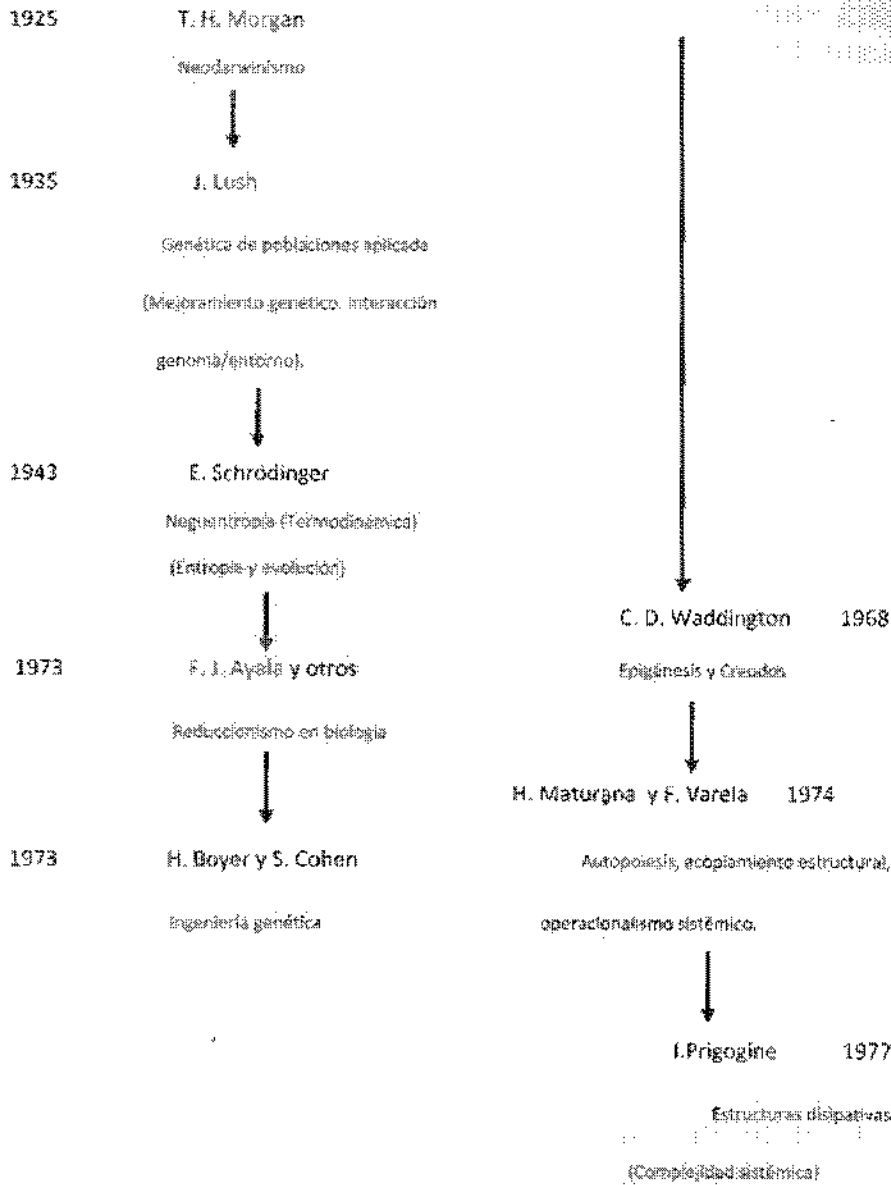 1925 T. H. Morgan
Neodarwinismo
1935 J. Lush
Genética de poblaciones aplicada
(Mejoramiento genético. Interacción
genoma/entorno).
1943 E. Schrödinger
Neguentropía (Termodinámica)
(Entropía y evolución)
C. D. Waddington 1968
1973 F. J. Ayala y otros
Epigénesis y Creodos
Reduccionismo en biología
H. Maturana y F. Varela 1974
1973 H. Boyer y S. Cohen
Autopoiesis, acoplamiento estructural,
Ingeniería genética
operacionalismo sistémico.
I.Prigogine 1977
Estructuras disipativas
(Complejidad sistémica)